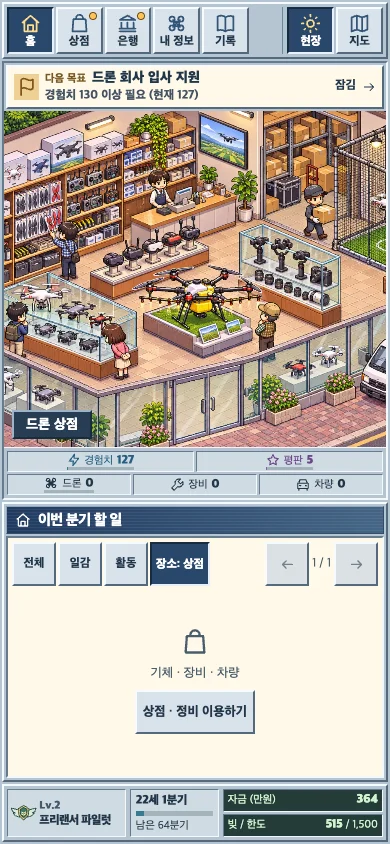 홈 상점 은행 내 정보 기록 현장 지도
다음 목표 드론 회사 입사 지원
경험치 130 이상 필요 (현재 127)
잠김 →
드론 상점
경험치 127 평판 5
드론 0 장비 0 차량 0
이번 분기 할 일
전체 일감 활동 장소: 상점 ← 1 / 1 →
기체 · 장비 · 차량
상점 · 정비 이용하기
Lv.2
프리랜서 파일럿
22세 1분기
남은 64분기
자금 (만원) 364
빚 / 한도 515 / 1,500